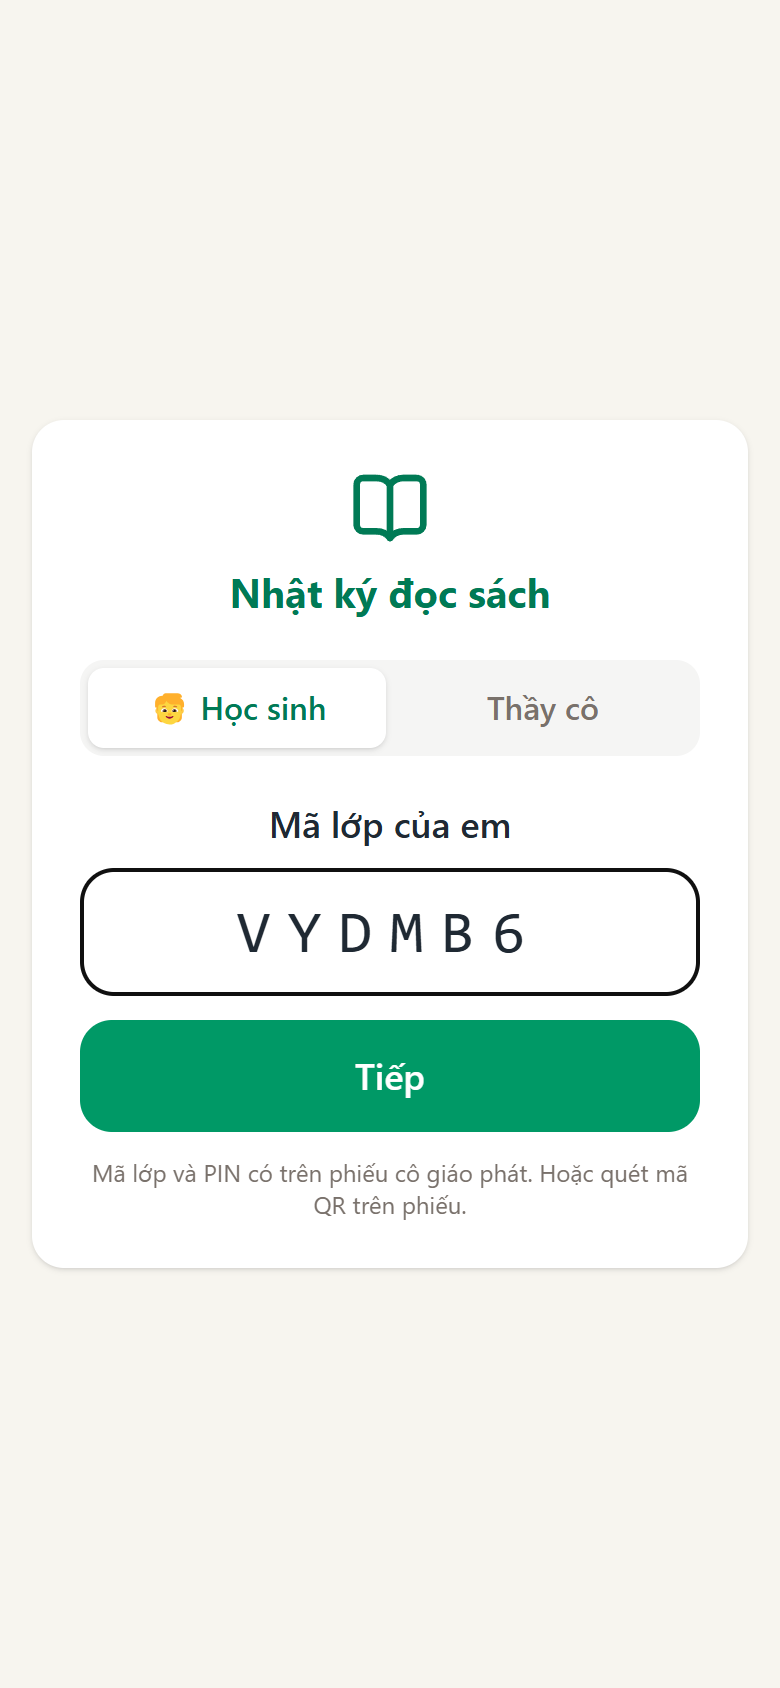 Nhật ký đọc sách
Học sinh
Thầy cô
Mã lớp của em
VYDMB6
Tiếp
Mã lớp và PIN có trên phiếu cô giáo phát. Hoặc quét mã
QR trên phiếu.